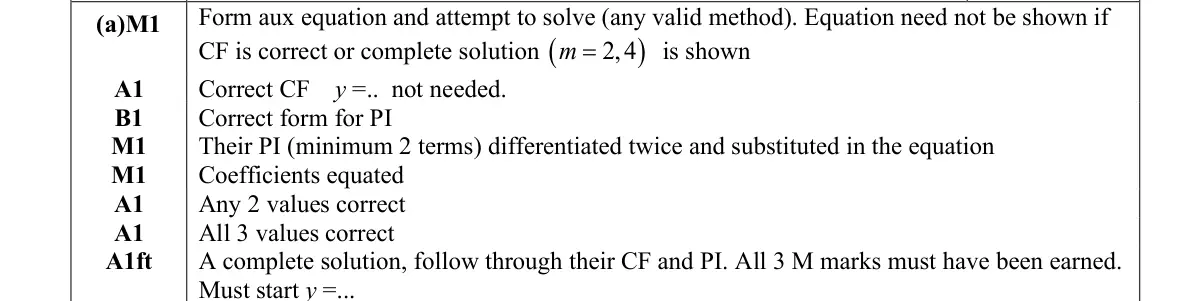 (a)M1 Form aux equation and attempt to solve (any valid method). Equation need not be shown if
CF is correct or complete solution (m = 2, 4) is shown
A1 Correct CF y =.. not needed.
B1 Correct form for PI
M1 Their PI (minimum 2 terms) differentiated twice and substituted in the equation
M1 Coefficients equated
A1 Any 2 values correct
A1 All 3 values correct
A1ft A complete solution, follow through their CF and PI. All 3 M marks must have been earned.
Must start y =...